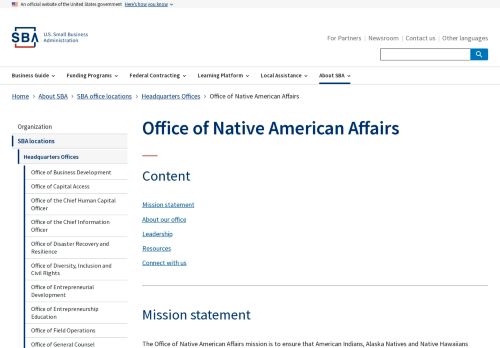 An official website of the United States government Here's how you know
SBA U.S. Small Business
Administration
For Partners Newsroom Contact us Other languages
Business Guide Funding Programs Federal Contracting Learning Platform Local Assistance About SBA
Home About SBA SBA office locations Headquarters Offices Office of Native American Affairs
Organization
SBA locations
Headquarters Offices
Office of Business Development
Office of Capital Access
Office of the Chief Human Capital
Officer
Office of the Chief Information
Officer
Office of Disaster Recovery and
Resilience
Office of Diversity, Inclusion and
Civil Rights
Office of Entrepreneurial
Development
Office of Entrepreneurship
Education
Office of Field Operations
Office of General Counsel
Office of Native American Affairs
Content
Mission statement
About our office
Leadership
Resources
Connect with us
Mission statement
The Office of Native American Affairs mission is to ensure that American Indians, Alaska Natives and Native Hawaiians